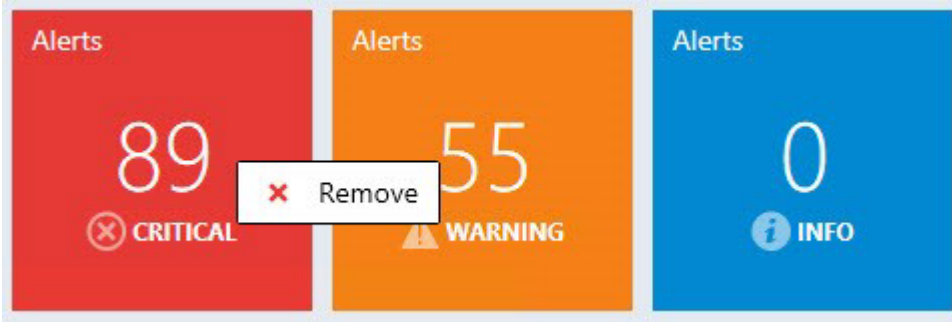 Alerts
89
CRITICAL
Alerts
55
WARNING
Alerts
0
INFO
Remove